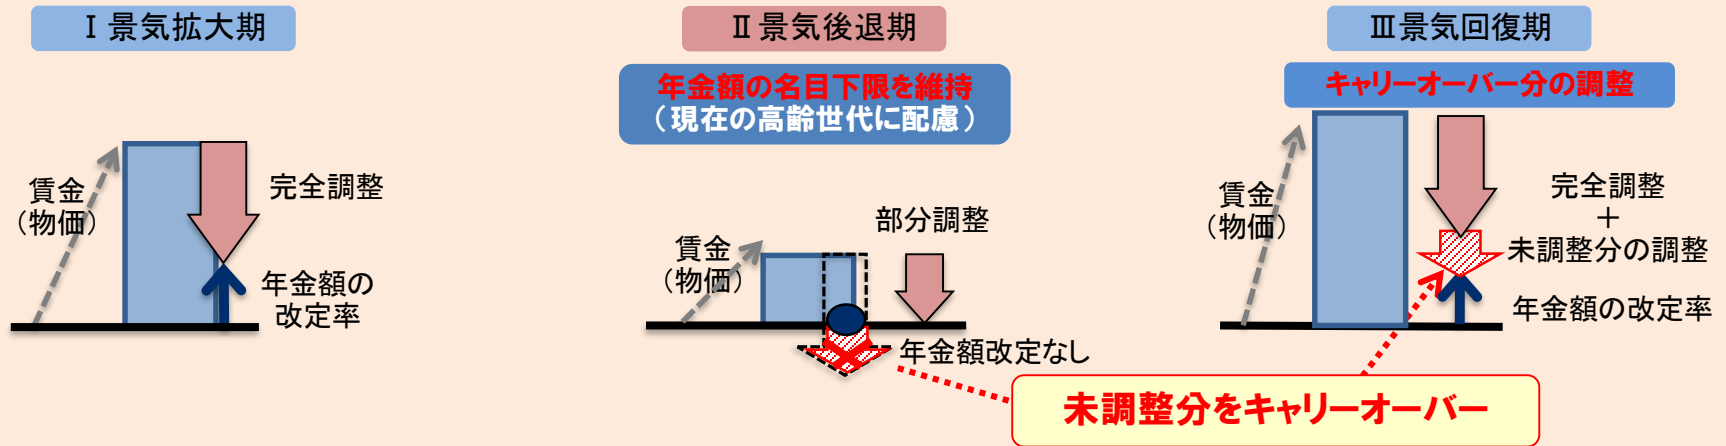 Ⅰ 景気拡大期
賃金
（物価）
完全調整
年金額の
改定率
Ⅱ 景気後退期
年金額の名目下限を維持
（現在の高齢世代に配慮）
賃金
（物価）
部分調整
年金額改定なし
Ⅲ景気回復期
キャリーオーバー分の調整
賃金
（物価）
完全調整
＋
未調整分の調整
年金額の改定率
未調整分をキャリーオーバー